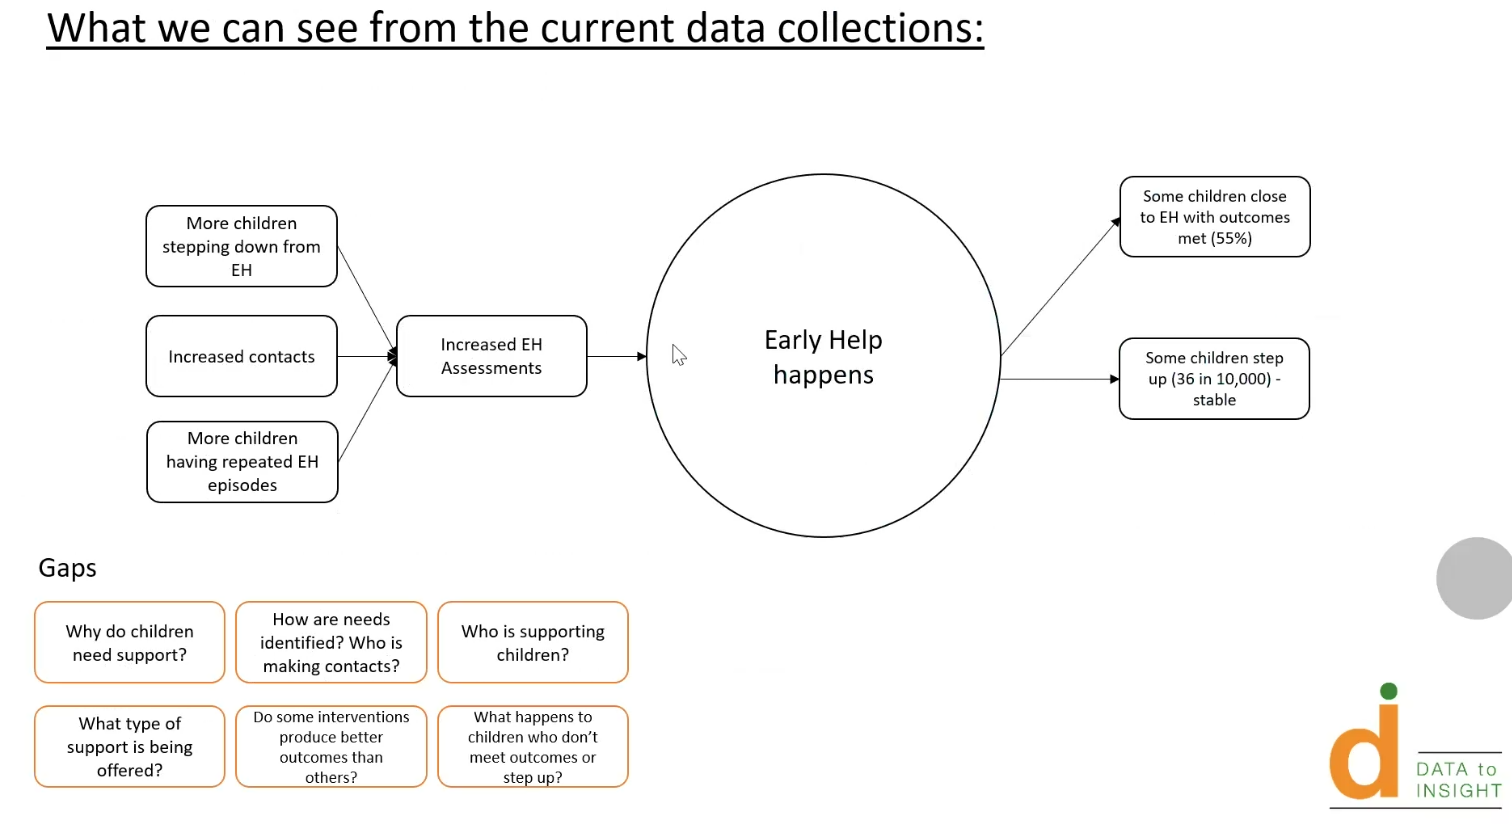 What we can see from the current data collections:
More children
stepping down from
EH
Increased contacts
More children
having repeated EH
episodes
Increased EH
Assessments
Early Help
happens
Some children close
to EH with outcomes
met (55%)
Some children step
up (36 in 10,000) -
stable
Gaps
Why do children
need support?
How are needs
identified? Who is
making contacts?
Who is supporting
children?
What type of
support is being
offered?
Do some interventions
produce better
outcomes than
others?
What happens to
children who don’t
meet outcomes or
step up?
di
DATA to
INSIGHT